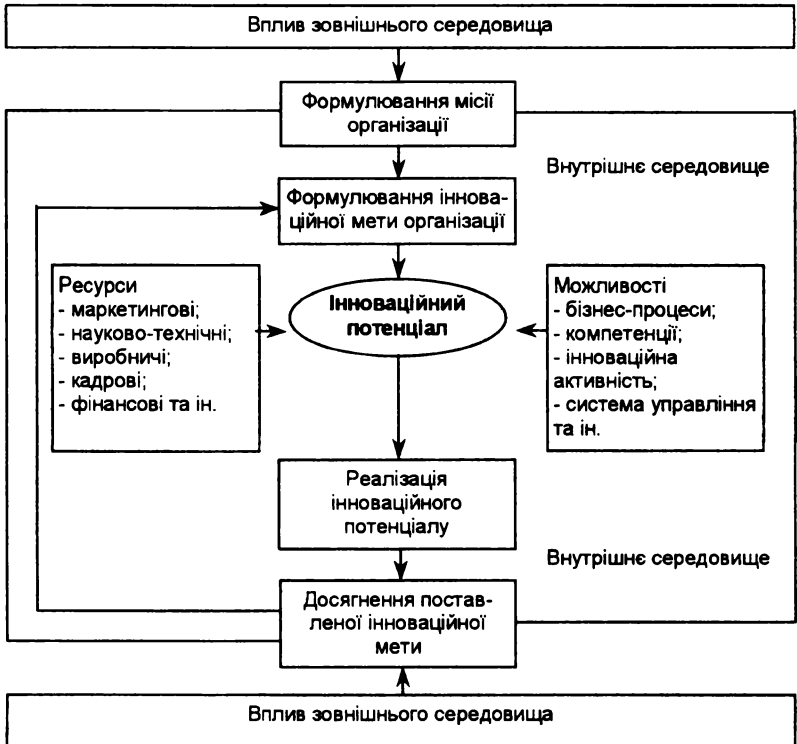 Вплив зовнішнього середовища
Формулювання місії
організації
Внутрішнє середовище
Формулювання іннова-
ційної мети організації
Ресурси
- маркетингові;
- науково-технічні;
- виробничі;
- кадрові;
- фінансові та ін.
Інноваційний
потенціал
Можливості
- бізнес-процеси;
- компетенції;
- інноваційна
активність;
- система управління
та ін.
Реалізація
інноваційного
потенціалу
Внутрішнє середовище
Досягнення постав-
леної інноваційної
мети
Вплив зовнішнього середовища